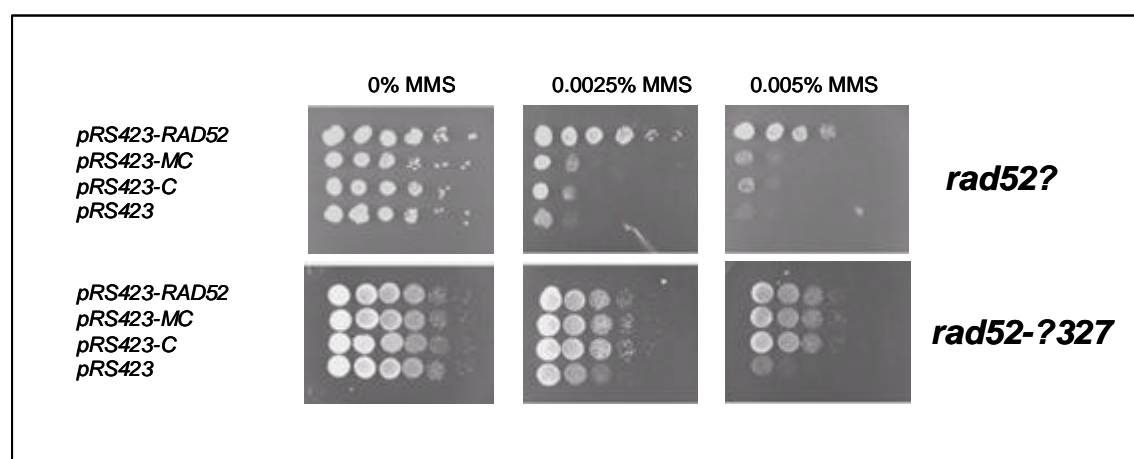 0% MMS 0.0025% MMS 0.005% MMS
pRS423-RAD52
pRS423-MC
pRS423-C
pRS423
rad52?
pRS423-RAD52
pRS423-MC
pRS423-C
pRS423
rad52-?327